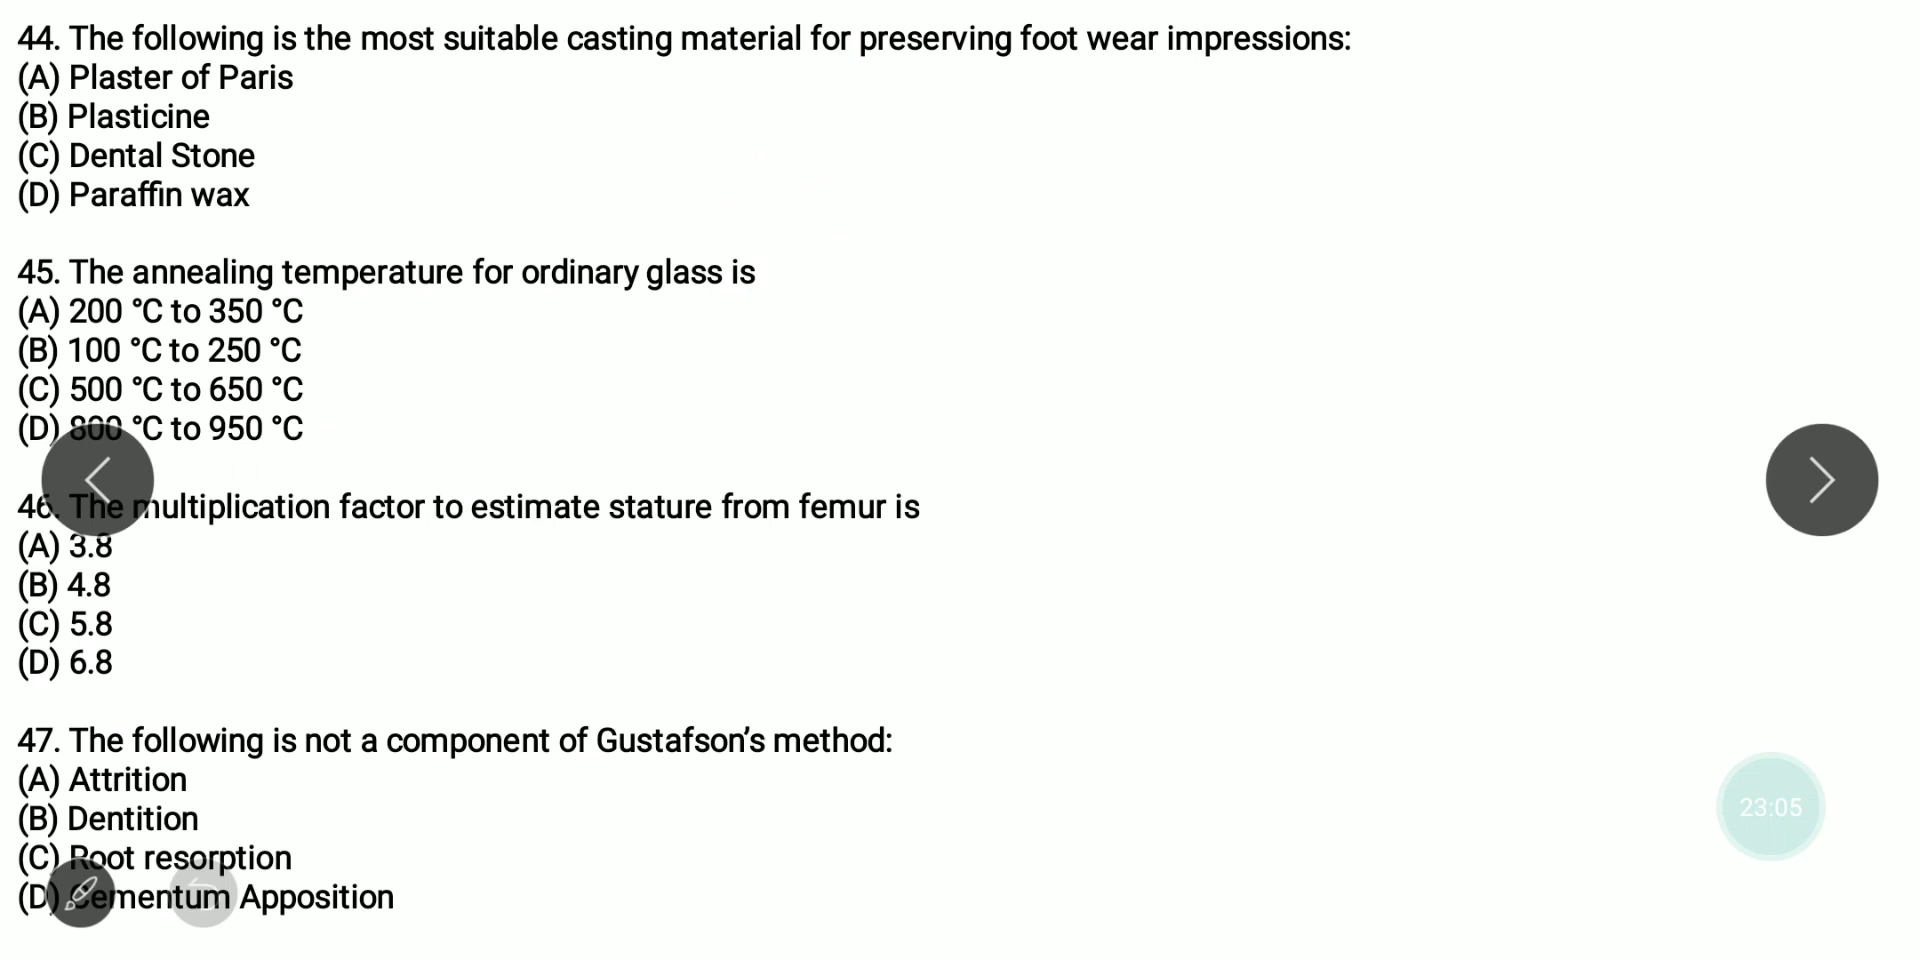 44. The following is the most suitable casting material for preserving foot wear impressions:
(A) Plaster of Paris
(B) Plasticine
(C) Dental Stone
(D) Paraffin wax
45. The annealing temperature for ordinary glass is
(A) 200 °C to 350 °C
(B) 100 °C to 250 °C
(C) 500 °C to 650 °C
(D) 800 °C to 950 °C
46. The multiplication factor to estimate stature from femur is
(A) 3.8
(B) 4.8
(C) 5.8
(D) 6.8
47. The following is not a component of Gustafson's method:
(A) Attrition
(B) Dentition
23:05
(C) Root resorption
(D) Cementum Apposition